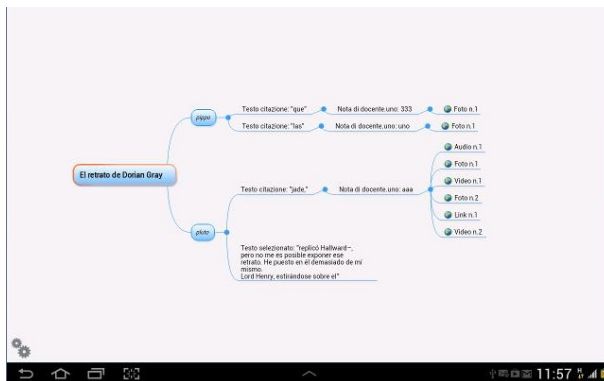 El retrato de Dorian Gray
pippo
Testo citazione: "que"
Nota di docente.uno: 333
Foto n.1
Testo citazione: "las"
Nota di docente.uno: uno
Foto n.1
pluto
Testo citazione: "jade,"
Nota di docente.uno: aaa
Audio n.1
Foto n.1
Video n.1
Foto n.2
Link n.1
Video n.2
Testo selezionato: "replicó Hallward–,
pero no me es posible exponer ese
retrato. He puesto en él demasiado de mí
mismo.
Lord Henry, estirándose sobre el"
11:57